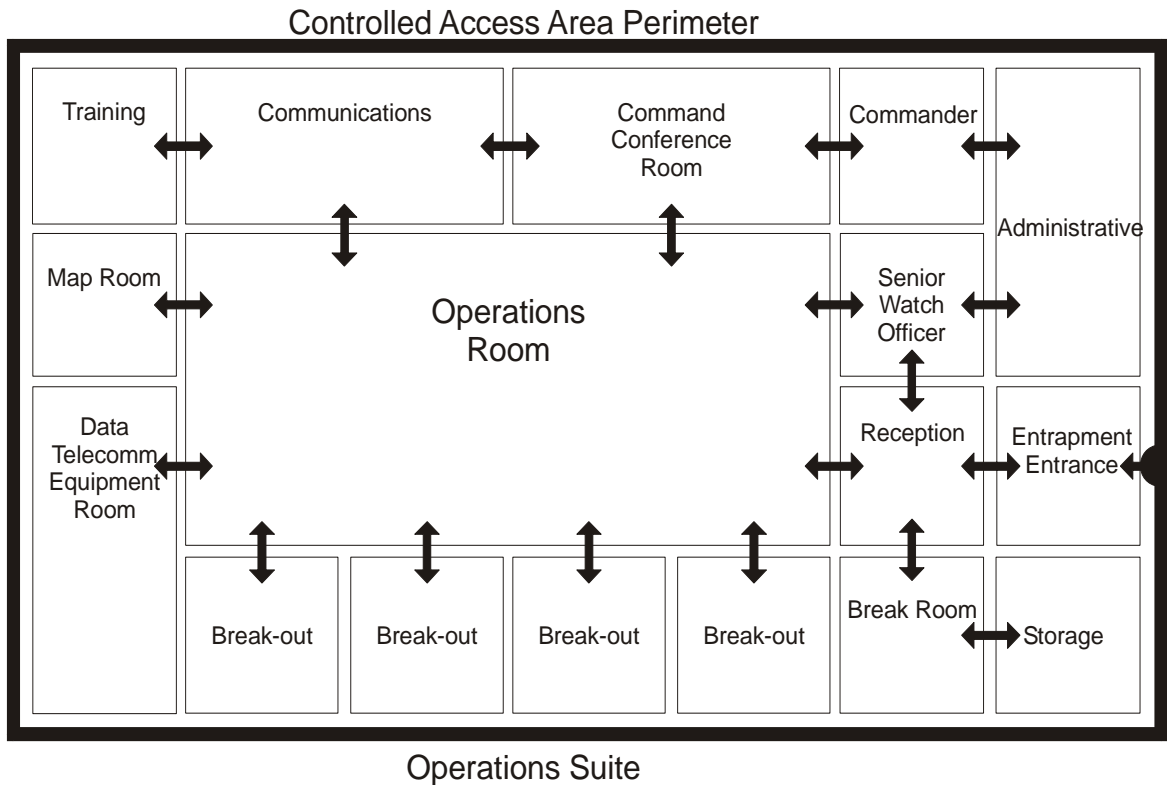 Controlled Access Area Perimeter
Training
Communications
Command
Conference
Room
Commander
Administrative
Map Room
Operations
Room
Senior
Watch
Officer
Data
Telecomm
Equipment
Room
Reception
Entrapment
Entrance
Break-out
Break-out
Break-out
Break-out
Break Room
Storage
Operations Suite